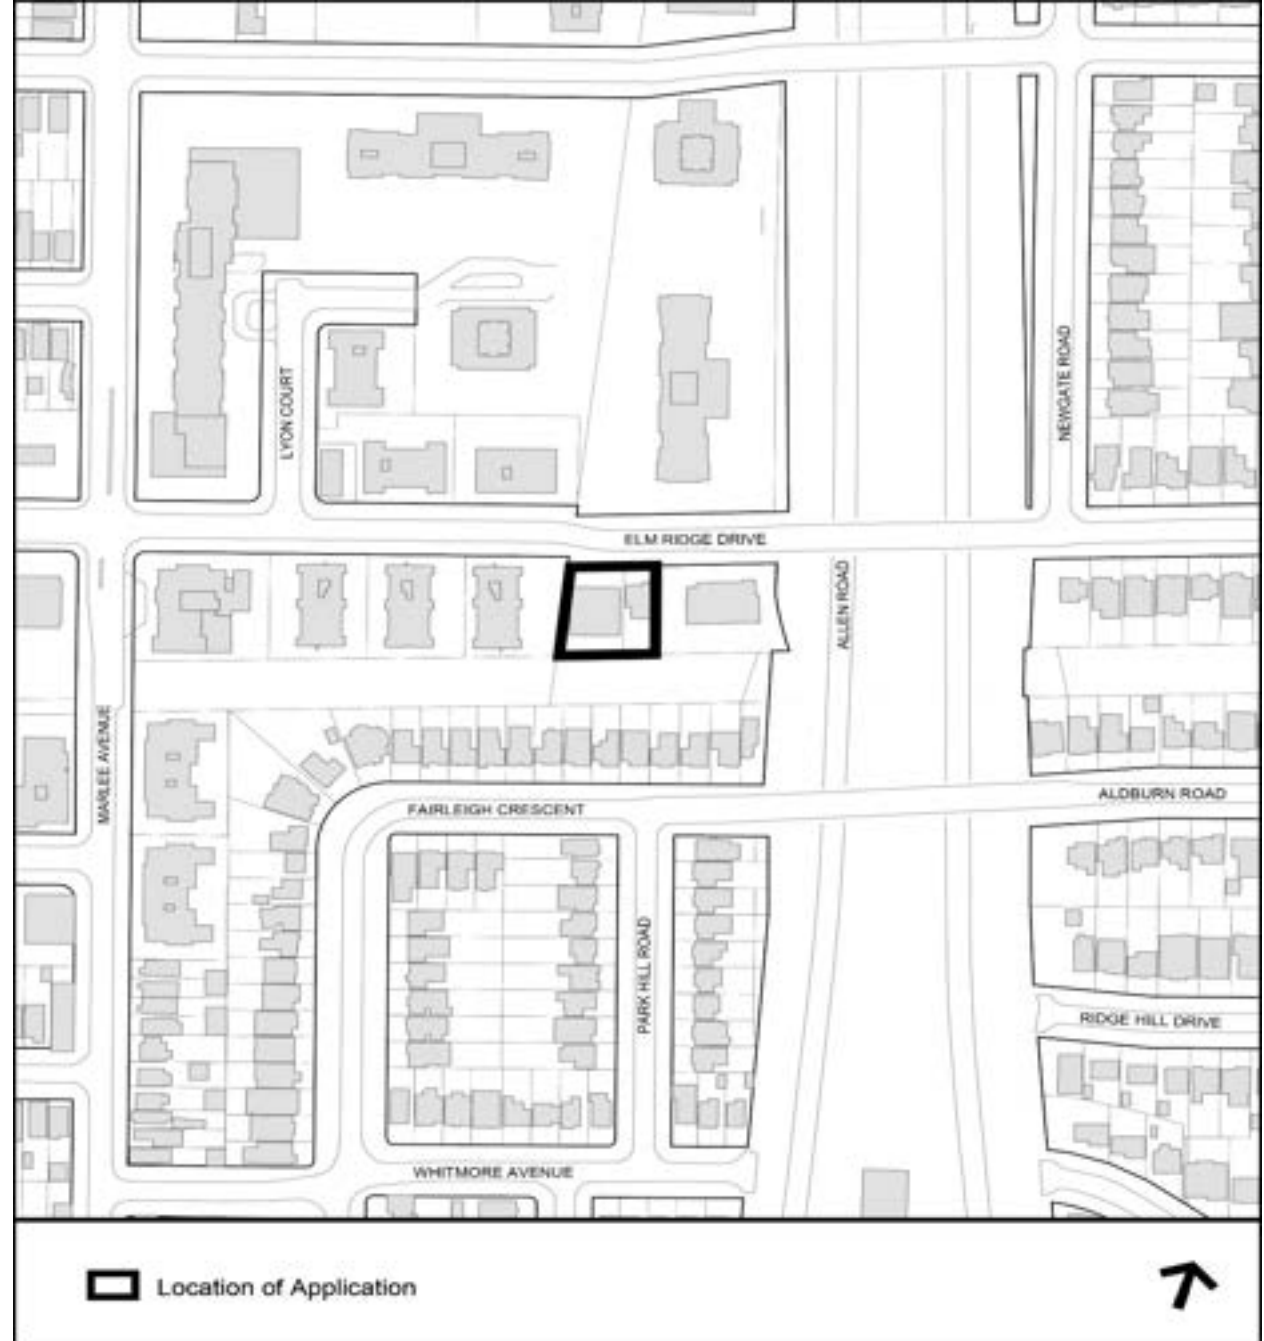 NEWGATE ROAD
LYON COURT
ELM RIDGE DRIVE
ALLEN ROAD
MARLEE AVENUE
ALDBURN ROAD
FAIRLEIGH CRESCENT
PARK HILL ROAD
RIDGE HILL DRIVE
WHITMORE AVENUE
Location of Application